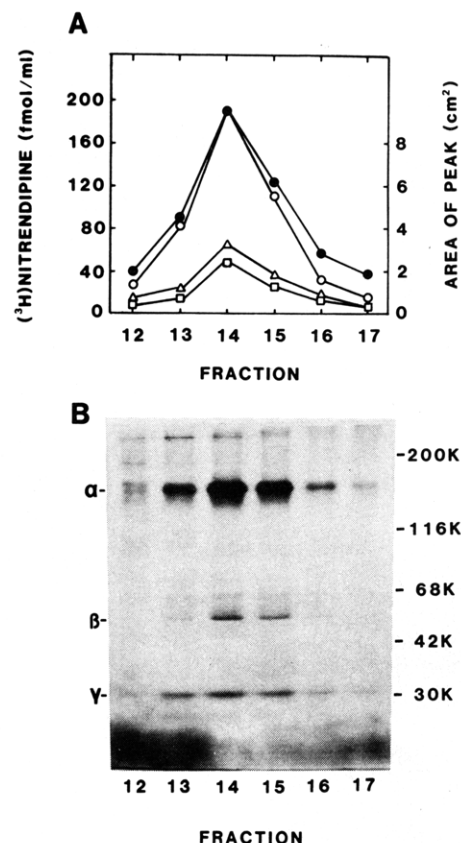 A
(³H)NITRENDIPINE (fmol/ml)
200
160
120
80
40
0
AREA OF PEAK (cm²)
8
6
4
2
0
12 13 14 15 16 17
FRACTION
B
α-
β-
γ-
-200K
-116K
-68K
-42K
-30K
12 13 14 15 16 17
FRACTION